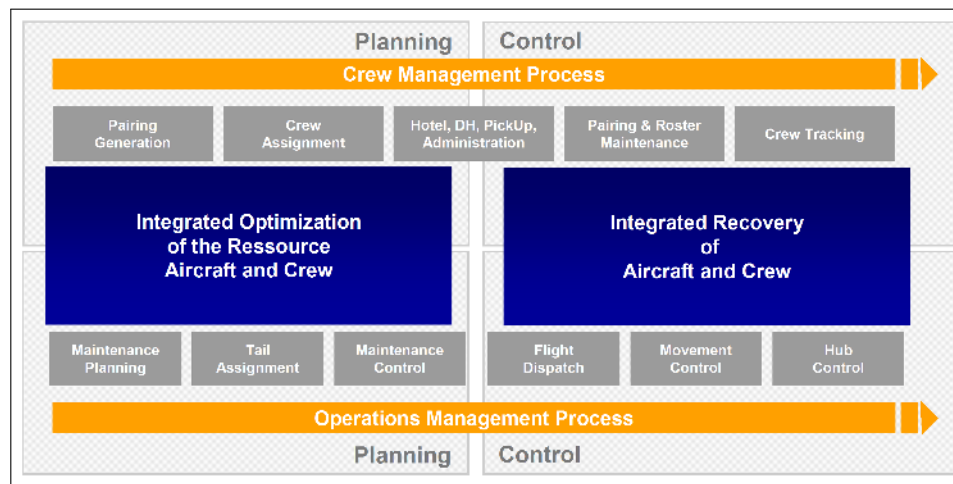 Planning
Control
Crew Management Process
Pairing
Generation
Crew
Assignment
Hotel, DH, PickUp,
Administration
Pairing & Roster
Maintenance
Crew Tracking
Integrated Optimization
of the Ressource
Aircraft and Crew
Integrated Recovery
of
Aircraft and Crew
Maintenance
Planning
Tail
Assignment
Maintenance
Control
Flight
Dispatch
Movement
Control
Hub
Control
Operations Management Process
Planning
Control